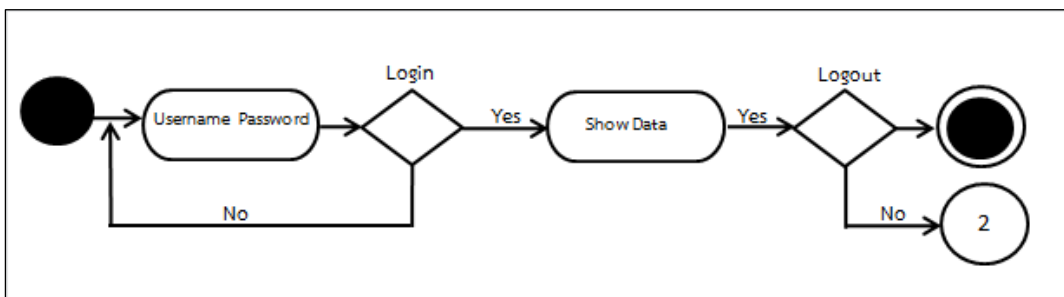 Login
Logout
Username Password
Yes
Show Data
Yes
No
No
2